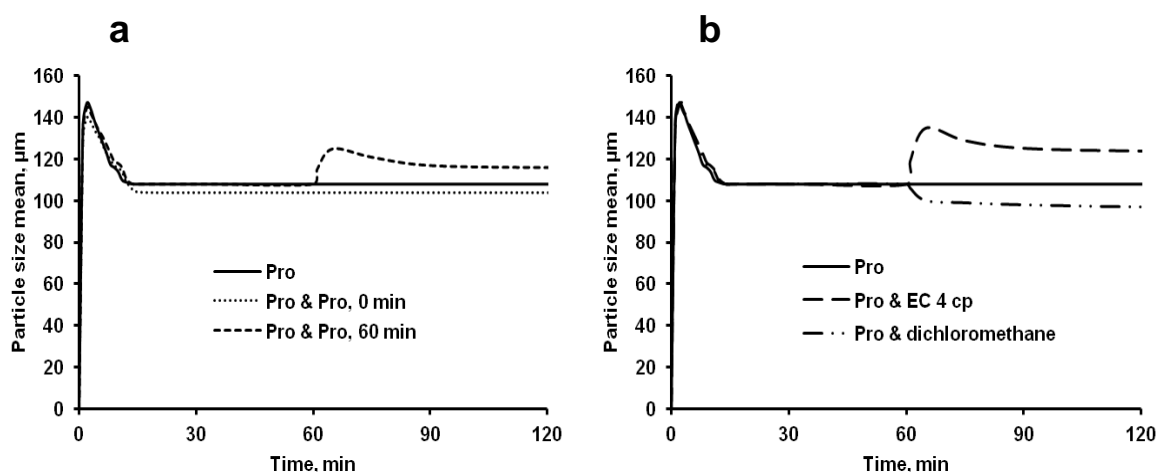 a
Particle size mean, µm
160
140
120
100
80
60
40
20
0
Pro
Pro & Pro, 0 min
Pro & Pro, 60 min
0 30 60 90 120
Time, min
b
Particle size mean, µm
160
140
120
100
80
60
40
20
0
Pro
Pro & EC 4 cp
Pro & dichloromethane
0 30 60 90 120
Time, min